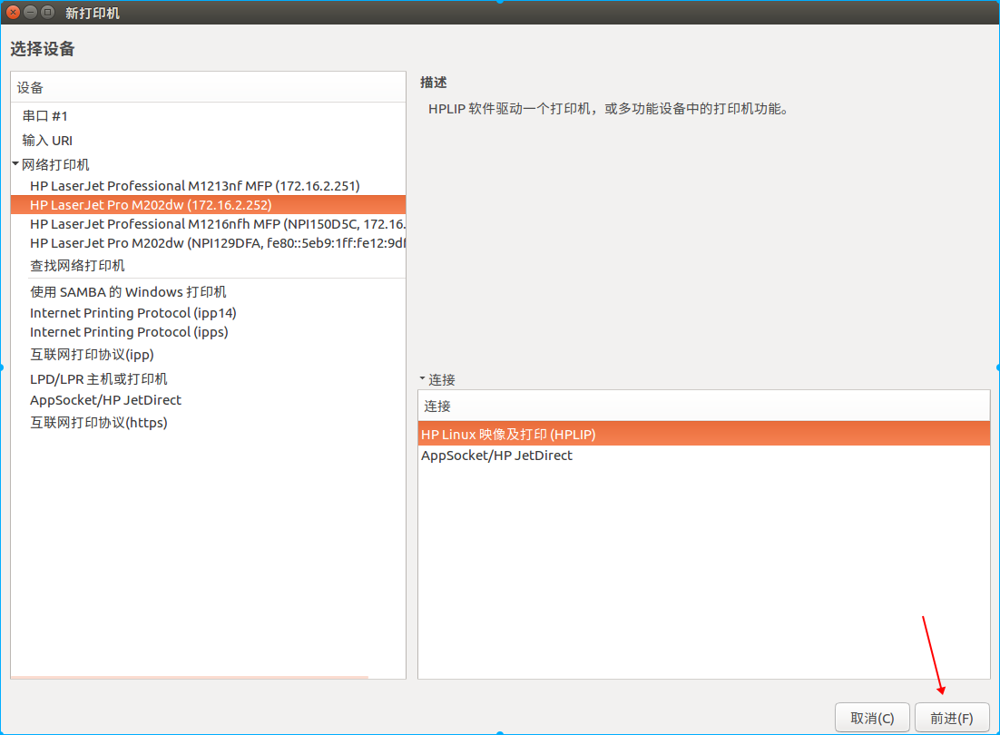 新打印机
选择设备
设备
串口 #1
输入 URI
网络打印机
HP LaserJet Professional M1213nf MFP (172.16.2.251)
HP LaserJet Pro M202dw (172.16.2.252)
HP LaserJet Professional M1216nfh MFP (NPI150D5C, 172.16.
HP LaserJet Pro M202dw (NPI129DFA, fe80::5eb9:1ff:fe12:9df
查找网络打印机
使用 SAMBA 的 Windows 打印机
Internet Printing Protocol (ipp14)
Internet Printing Protocol (ipps)
互联网打印协议(ipp)
LPD/LPR 主机或打印机
AppSocket/HP JetDirect
互联网打印协议(https)
描述
HPLIP 软件驱动一个打印机，或多功能设备中的打印机功能。
连接
连接
HP Linux 映像及打印 (HPLIP)
AppSocket/HP JetDirect
取消(C)
前进(F)